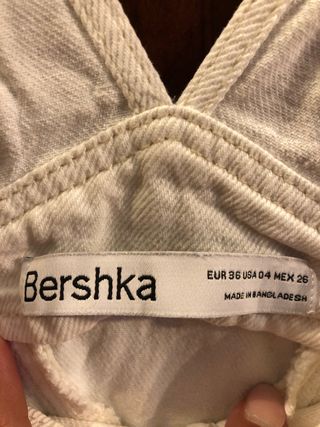 Bershka
EUR 36 USA 04 MEX 26
MADE IN BANGLADESH